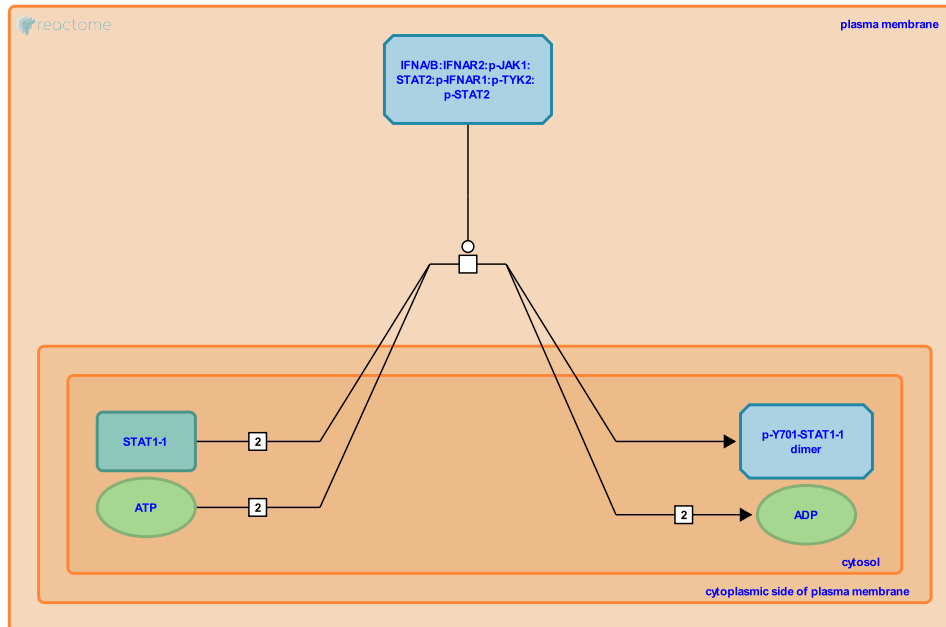 reactome
plasma membrane
IFNA/B:IFNAR2:p-JAK1:
STAT2:p-IFNAR1:p-TYK2:
p-STAT2
STAT1-1
2
p-Y701-STAT1-1
dimer
ATP
2
2
ADP
cytosol
cytoplasmic side of plasma membrane